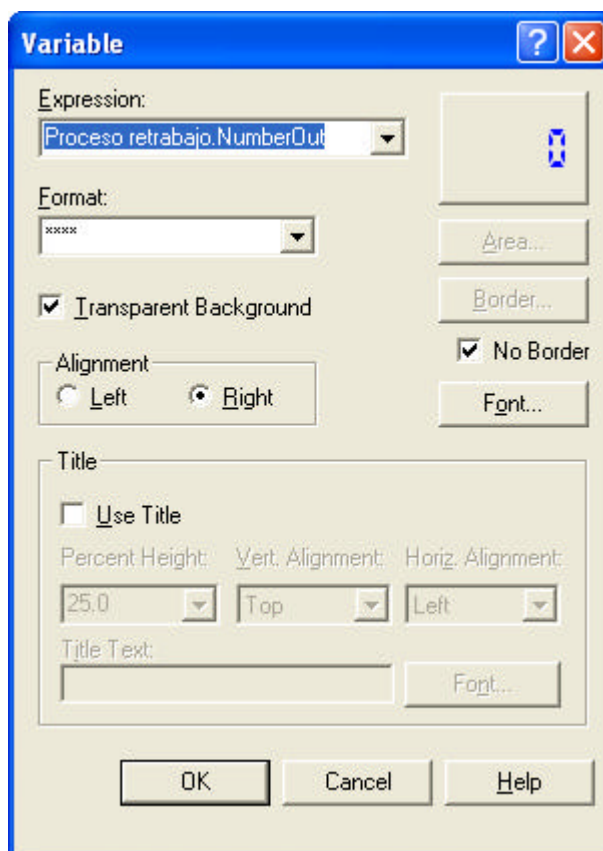 Variable
Expression:
Proceso retrabajo.NumberOut
0
Format:
****
Area...
Transparent Background
Border...
No Border
Alignment
Left Right
Font...
Title
Use Title
Percent Height: Vert. Alignment: Horiz. Alignment:
25.0 Top Left
Title Text:
Font...
OK Cancel Help